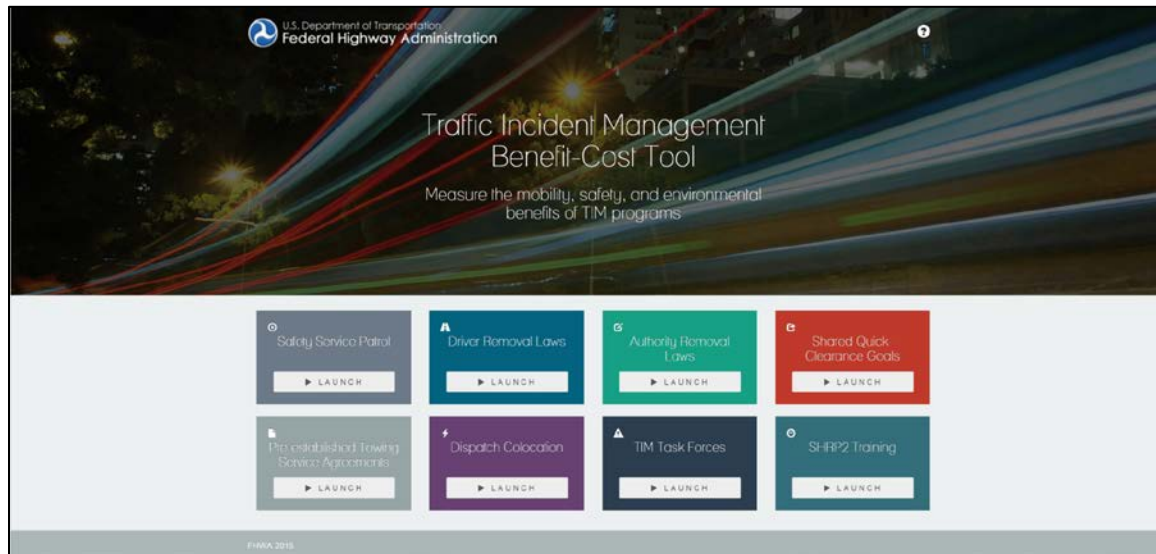 U.S. Department of Transportation
Federal Highway Administration
?
Traffic Incident Management
Benefit-Cost Tool
Measure the mobility, safety, and environmental
benefits of TIM programs
Safety Service Patrol
LAUNCH
Driver Removal Laws
LAUNCH
Authority Removal
Laws
LAUNCH
Shared Quick
Clearance Goals
LAUNCH
Pre-established Towing
Service Agreements
LAUNCH
Dispatch Colocation
LAUNCH
TIM Task Forces
LAUNCH
SHRP2 Training
LAUNCH
FHWA 2015